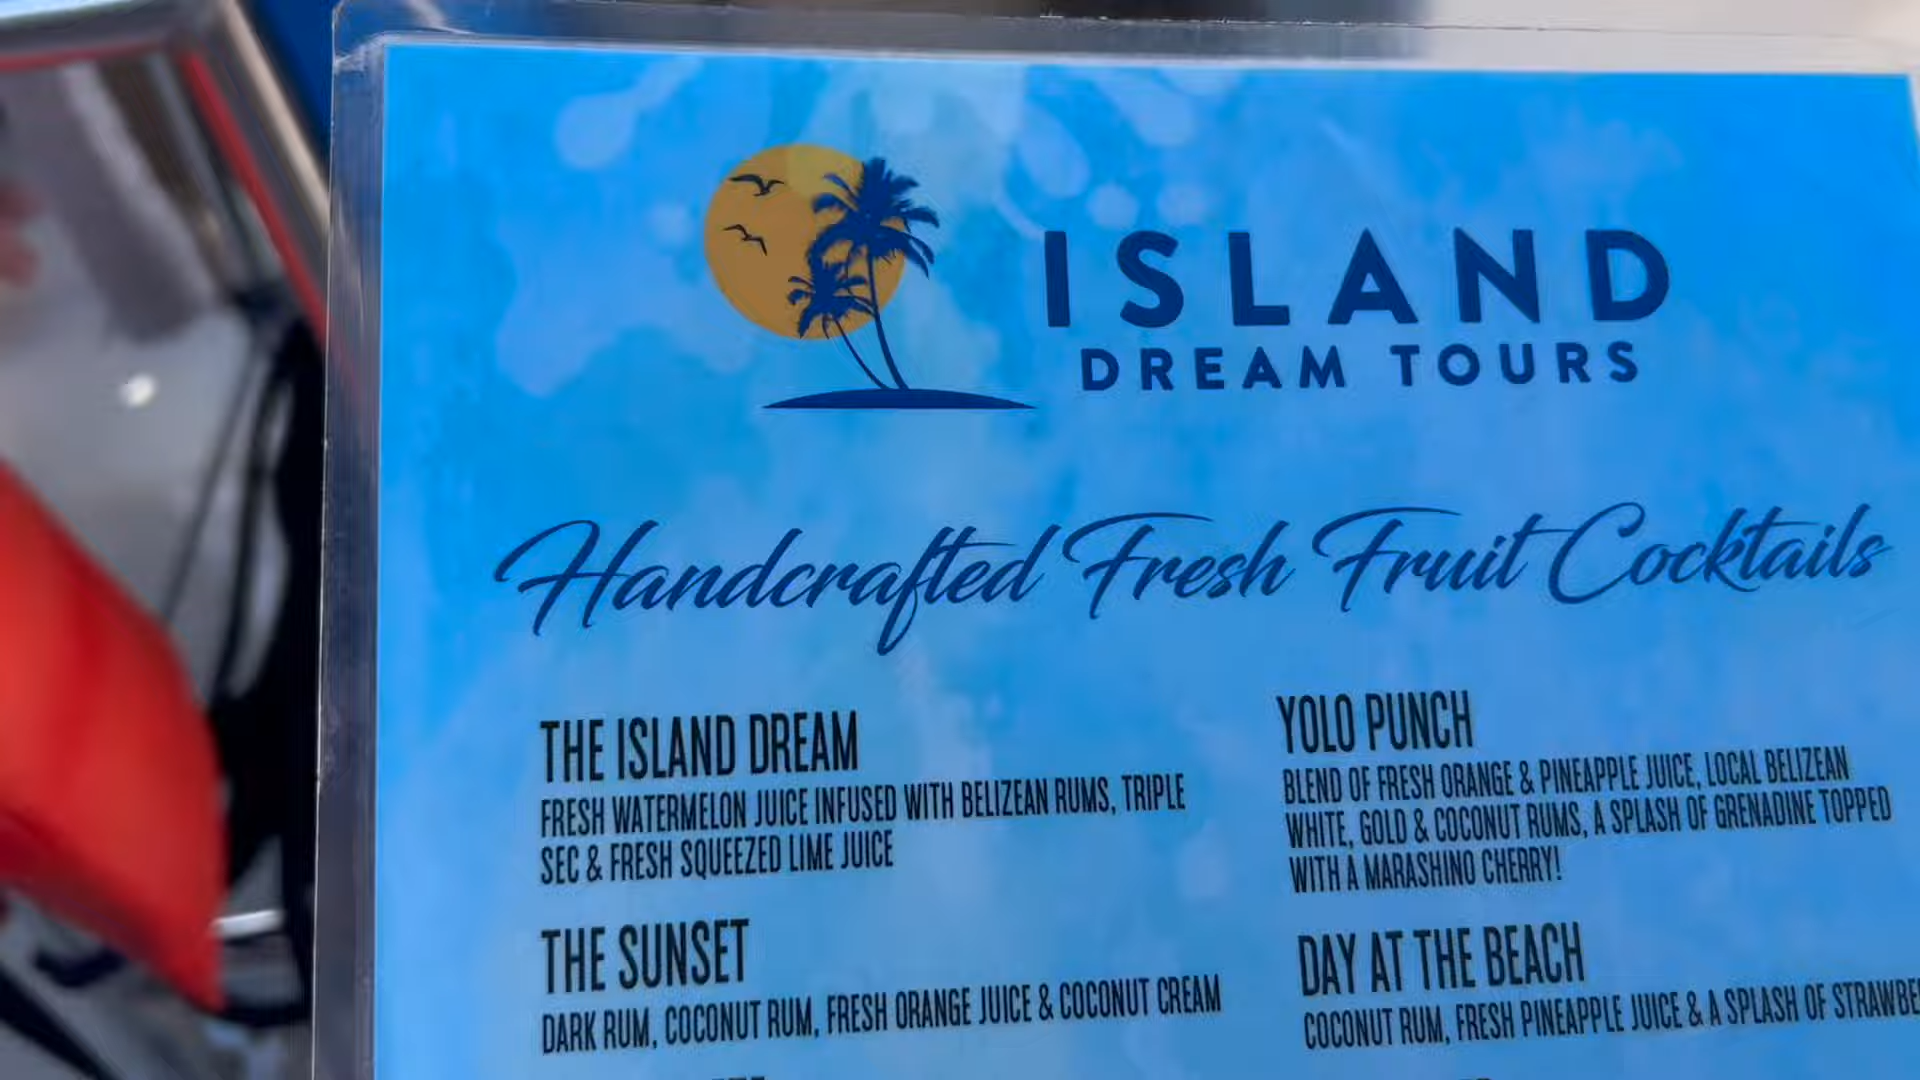 ISLAND
DREAM TOURS
Handcrafted Fresh Fruit Cocktails
THE ISLAND DREAM
FRESH WATERMELON JUICE INFUSED WITH BELIZEAN RUMS, TRIPLE
SEC & FRESH SQUEEZED LIME JUICE
THE SUNSET
DARK RUM, COCONUT RUM, FRESH ORANGE JUICE & COCONUT CREAM
YOLO PUNCH
BLEND OF FRESH ORANGE & PINEAPPLE JUICE, LOCAL BELIZEAN
WHITE, GOLD & COCONUT RUMS, A SPLASH OF GRENADINE TOPPED
WITH A MARASHINO CHERRY!
DAY AT THE BEACH
COCONUT RUM, FRESH PINEAPPLE JUICE & A SPLASH OF